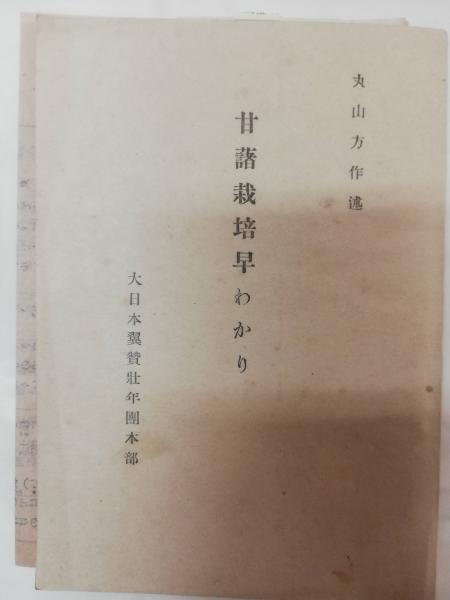 丸山方作述
甘藷栽培早わかり
大日本翼贊壯年團本部